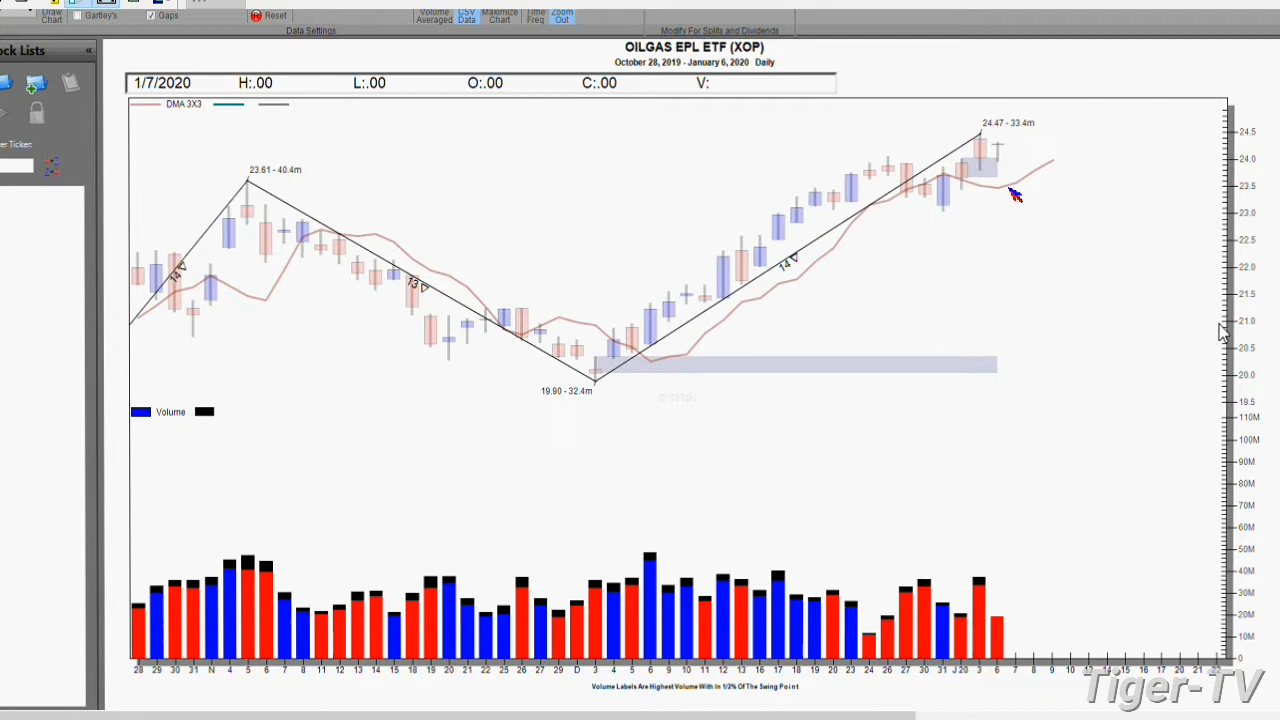 Draw
Chart
Gartley's
Gaps
Reset
Volume
Averaged
CSV
Data
Maximize
Chart
Time
Freq
Zoom
Out
Data Settings
Modify For Splits and Dividends
ock Lists
«
er Ticker:
OILGAS EPL ETF (XOP)
October 28, 2019 - January 6, 2020 Daily
1/7/2020 H:.00 L:.00 O:.00 C:.00 V:
DMA 3X3
24.47 - 33.4m
23.61 - 40.4m
14
13
14
19.90 - 32.4m
© TFNN
24.5
24.0
23.5
23.0
22.5
22.0
21.5
21.0
20.5
20.0
19.5
Volume
110M
100M
90M
80M
70M
60M
50M
40M
30M
20M
10M
0
28 29 30 31 N 4 5 6 7 8 11 12 13 14 15 18 19 20 21 22 25 26 27 29 D 3 4 5 6 9 10 11 12 13 16 17 18 19 20 23 24 26 27 30 31 J 20 3 6 7 8 9 10 13 14 15 16 17 20 21 22
Volume Labels Are Highest Volume With In 1/2% Of The Swing Point
Tiger-TV